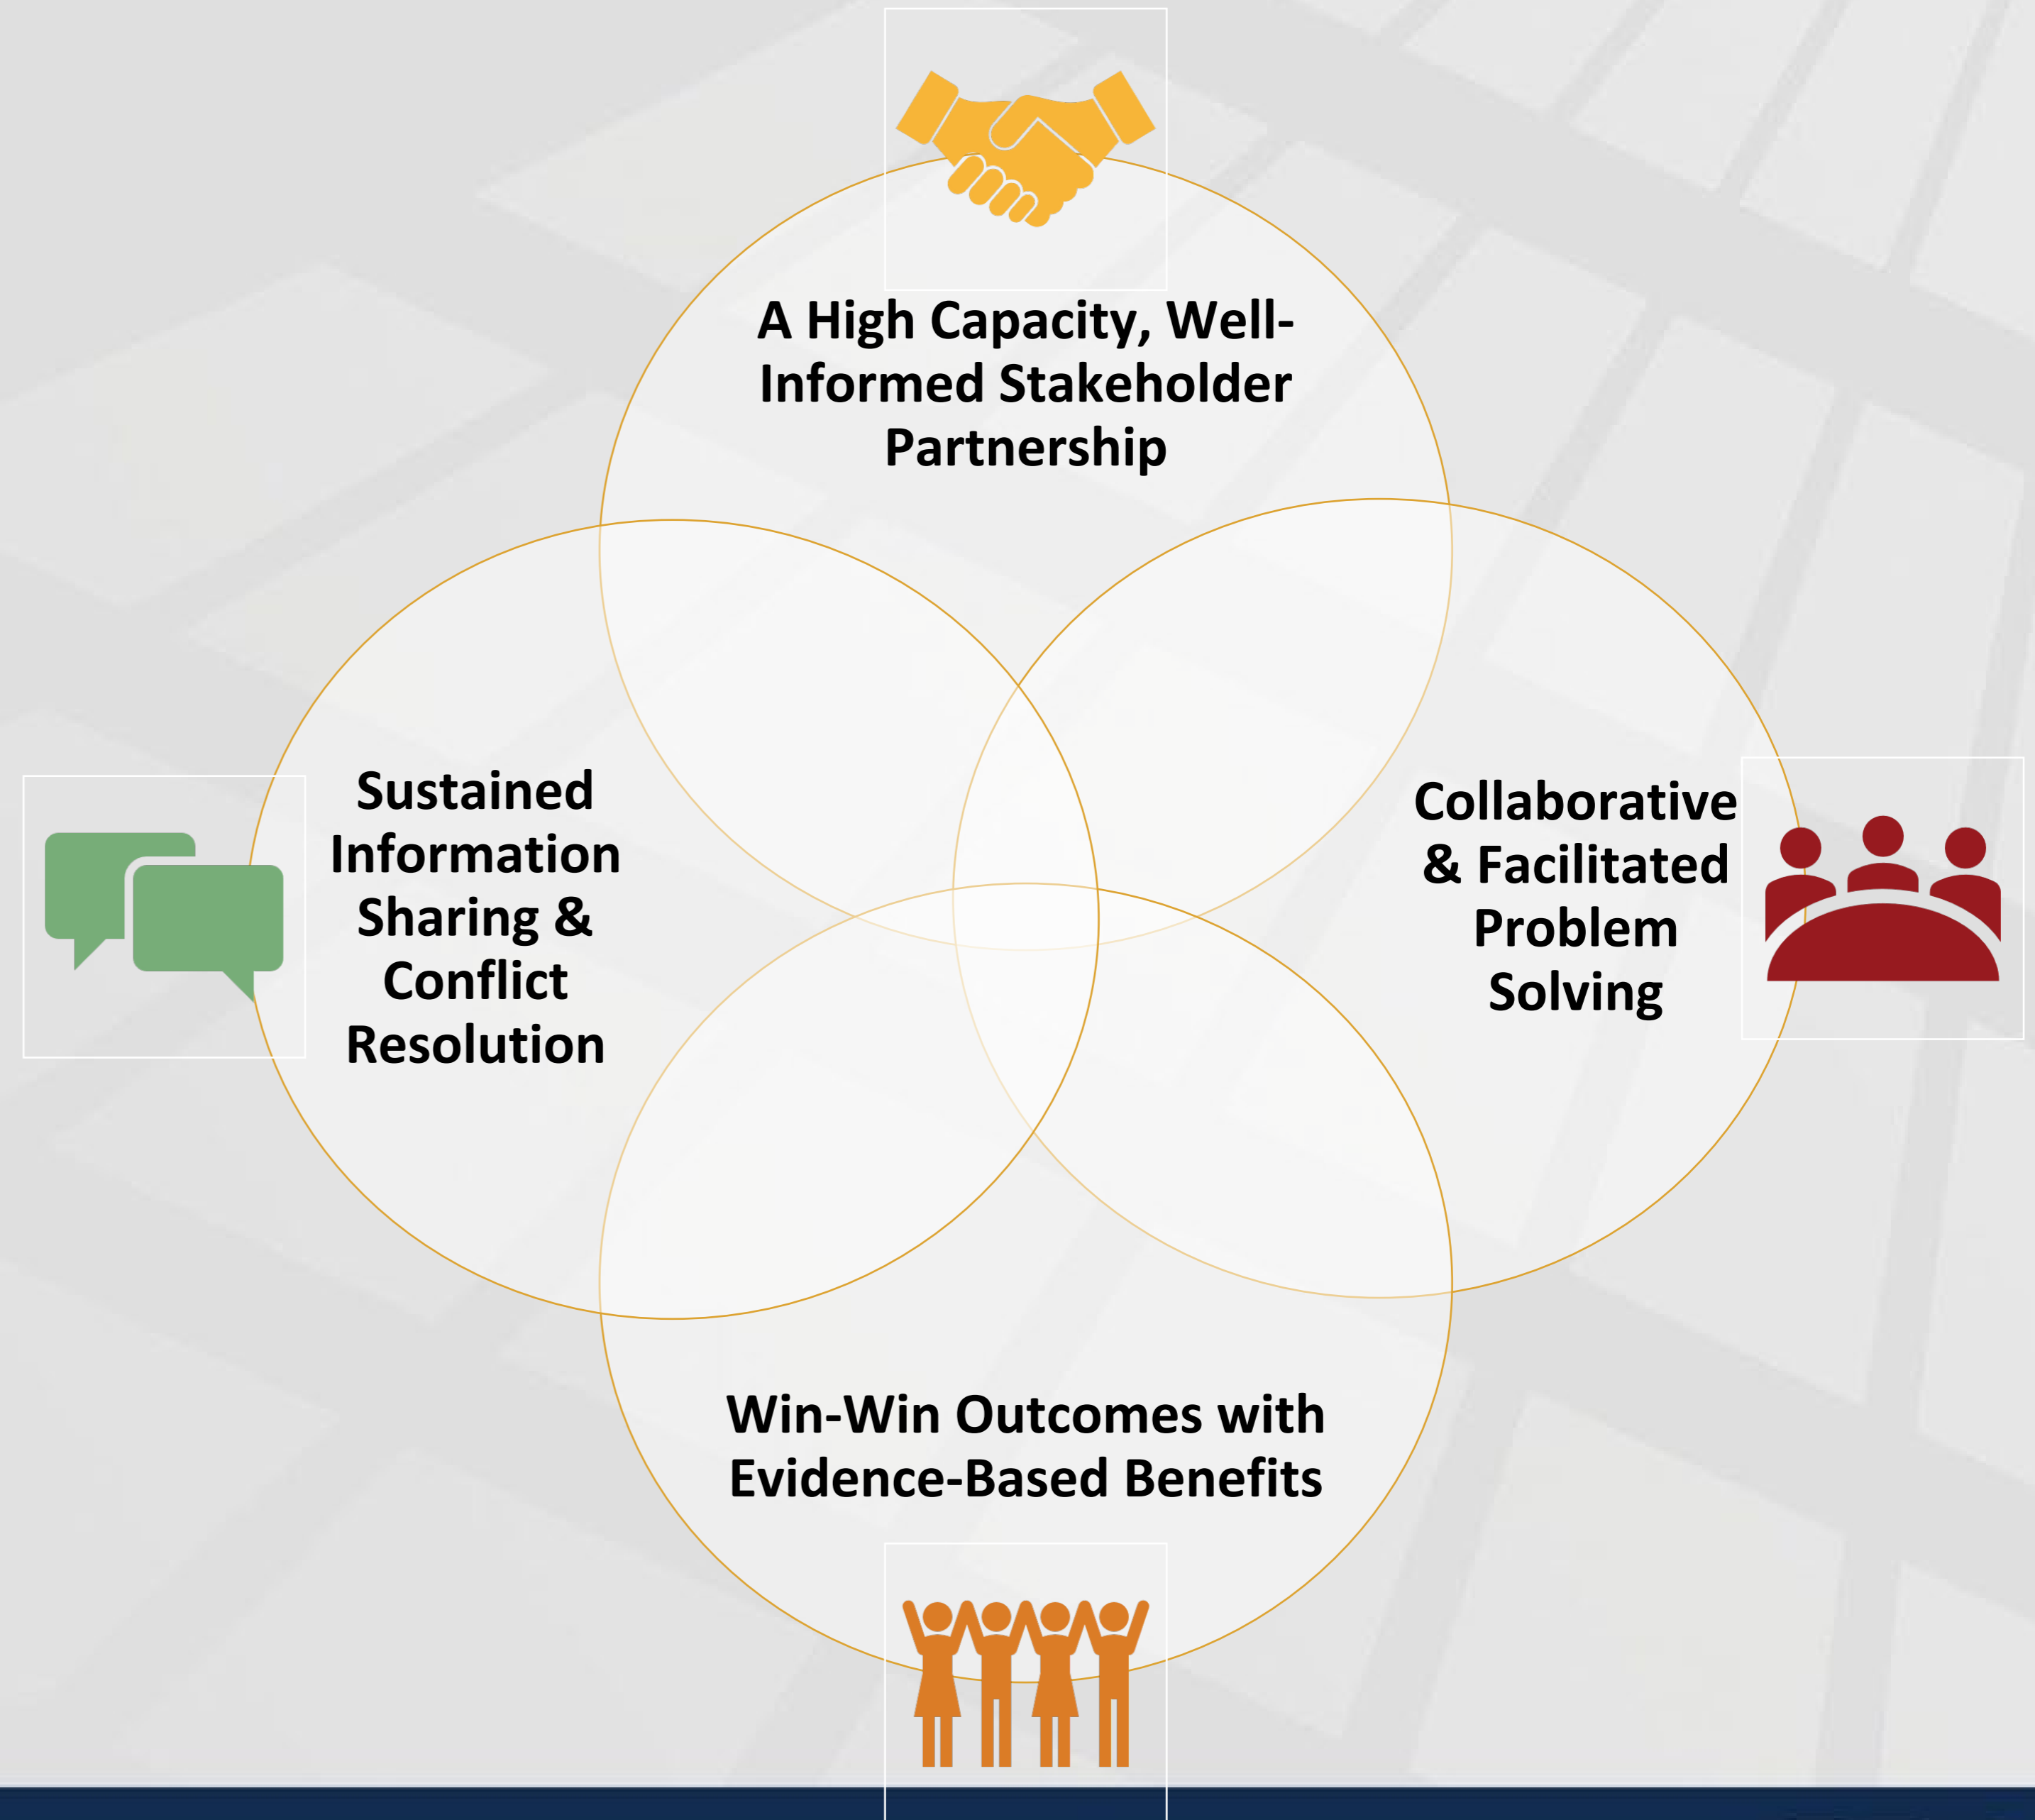 A High Capacity, Well-
Informed Stakeholder
Partnership
Sustained
Information
Sharing &
Conflict
Resolution
Collaborative
& Facilitated
Problem
Solving
Win-Win Outcomes with
Evidence-Based Benefits